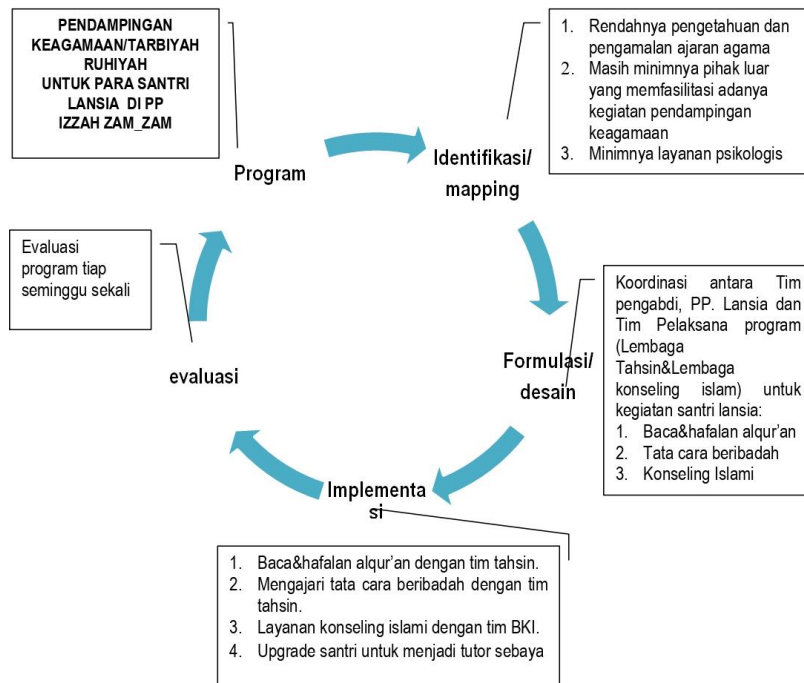 PENDAMPINGAN
KEAGAMAAN/TARBIYAH
RUHIYAH
UNTUK PARA SANTRI
LANSIA DI PP
IZZAH ZAM_ZAM
Program
Identifikasi/
mapping
1. Rendahnya pengetahuan dan
pengamalan ajaran agama
2. Masih minimnya pihak luar
yang memfasilitasi adanya
kegiatan pendampingan
keagamaan
3. Minimnya layanan psikologis
Formulasi/
desain
Koordinasi antara Tim
pengabdi, PP. Lansia dan
Tim Pelaksana program
(Lembaga
Tahsin&Lembaga
konseling islam) untuk
kegiatan santri lansia:
1. Baca&hafalan alqur’an
2. Tata cara beribadah
3. Konseling Islami
Implementa
si
1. Baca&hafalan alqur’an dengan tim tahsin.
2. Mengajari tata cara beribadah dengan tim
tahsin.
3. Layanan konseling islami dengan tim BKI.
4. Upgrade santri untuk menjadi tutor sebaya
evaluasi
Evaluasi
program tiap
seminggu sekali